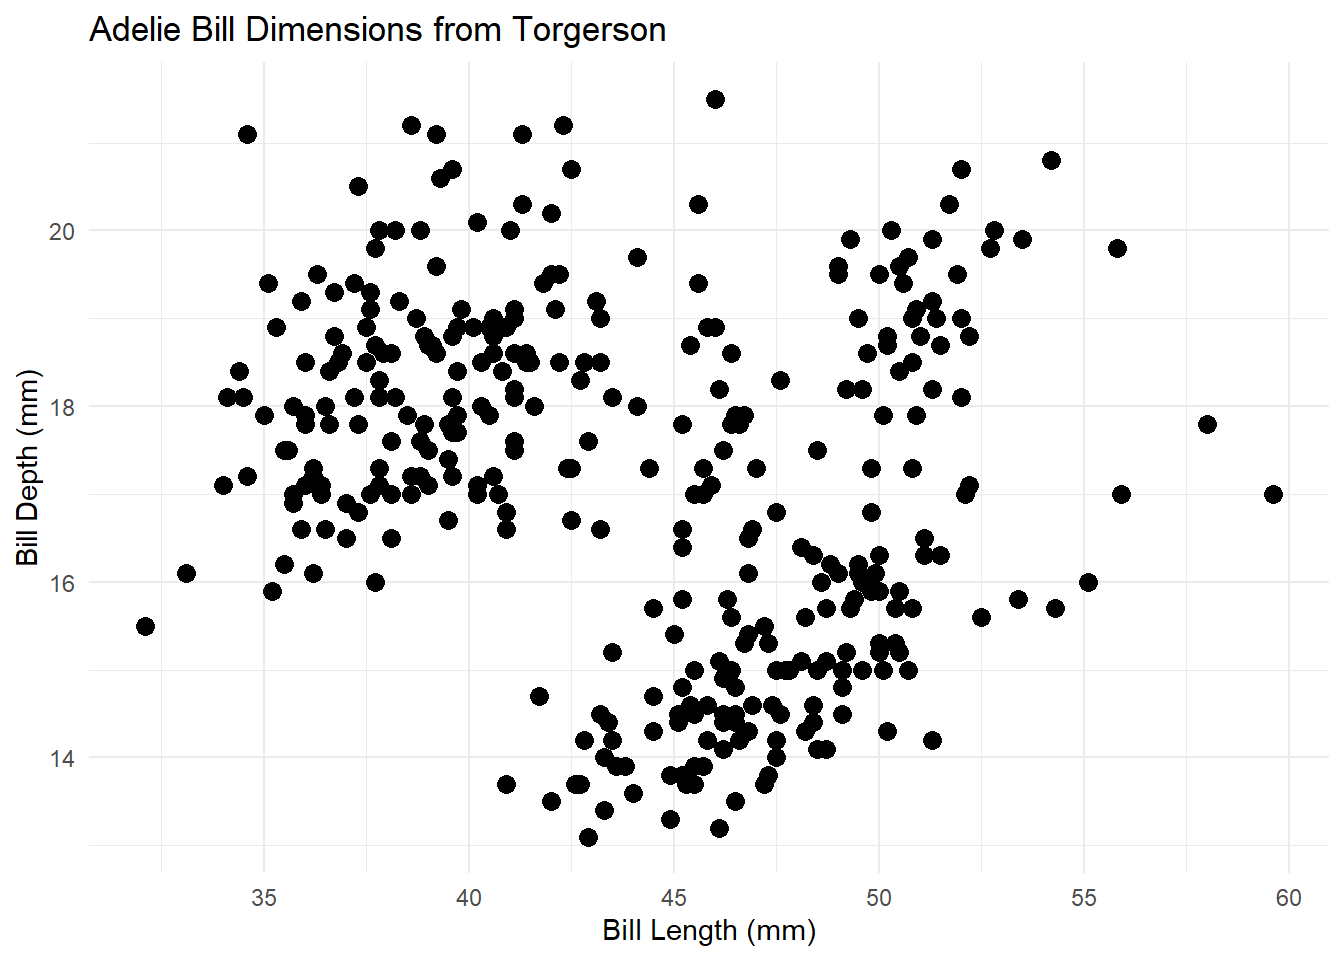 Adelie Bill Dimensions from Torgerson
Bill Depth (mm)
20
18
16
14
35 40 45 50 55 60
Bill Length (mm)